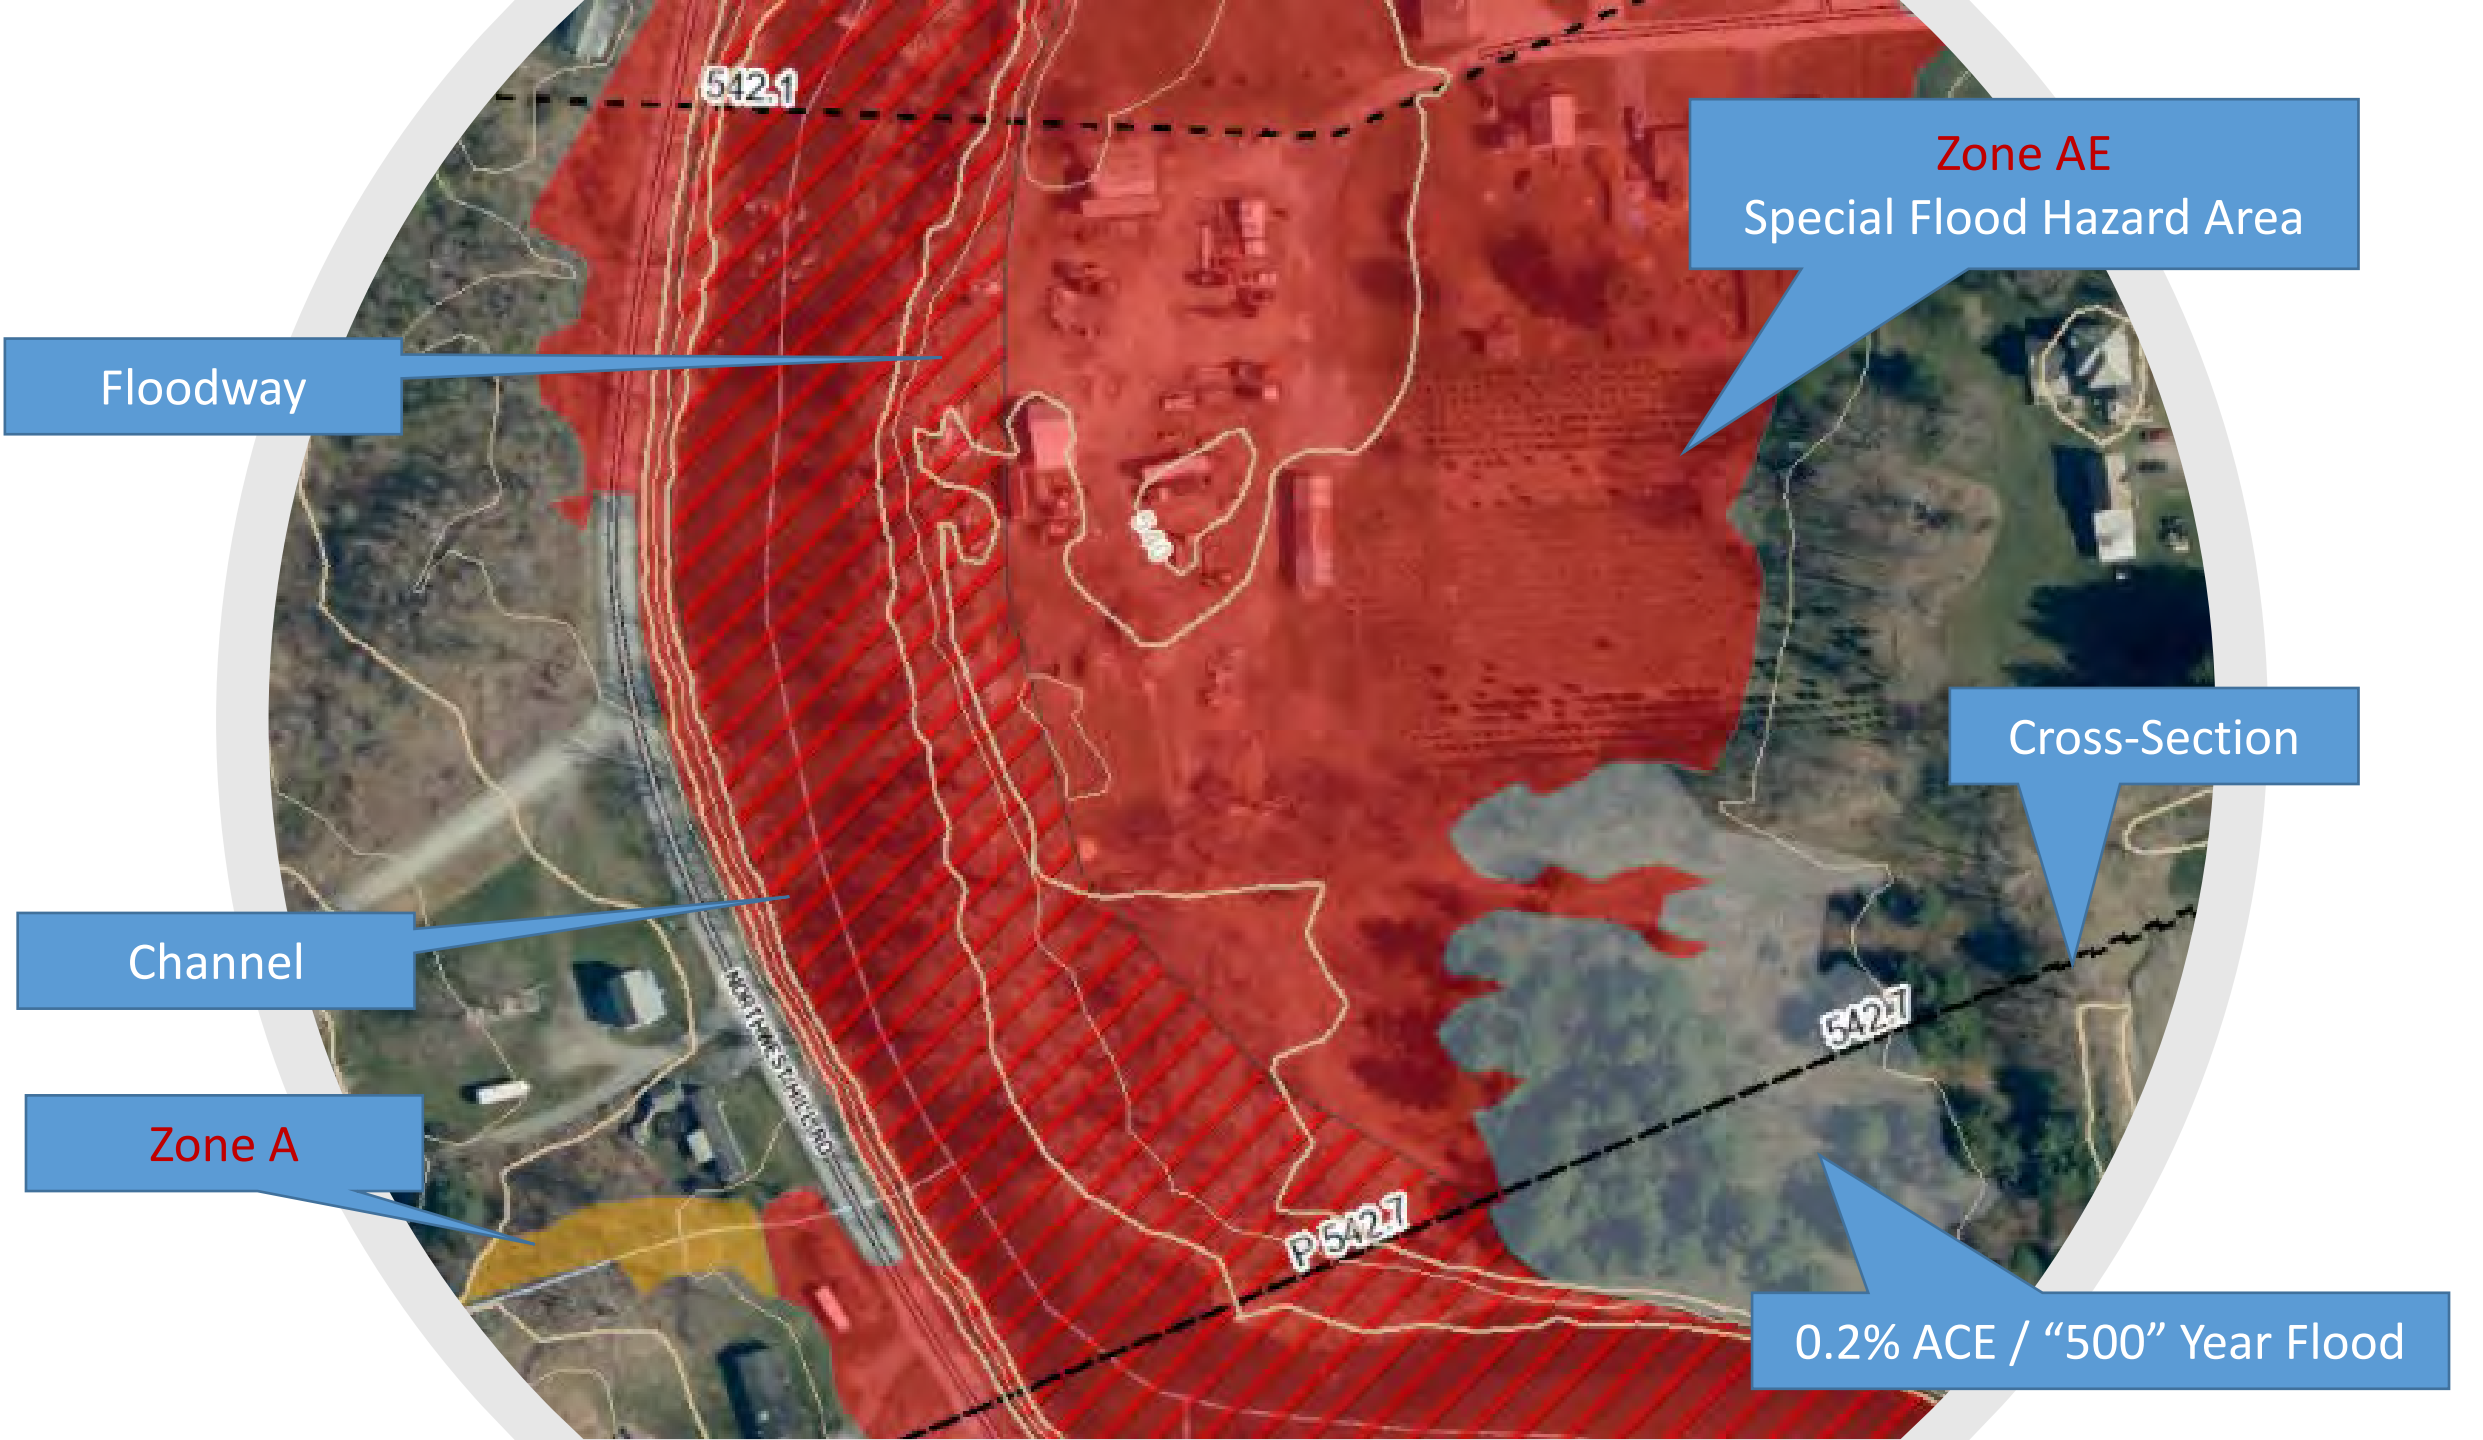 542.1
Zone AE
Special Flood Hazard Area
Floodway
Cross-Section
Channel
542.7
Zone A
P 542.7
0.2% ACE / “500” Year Flood